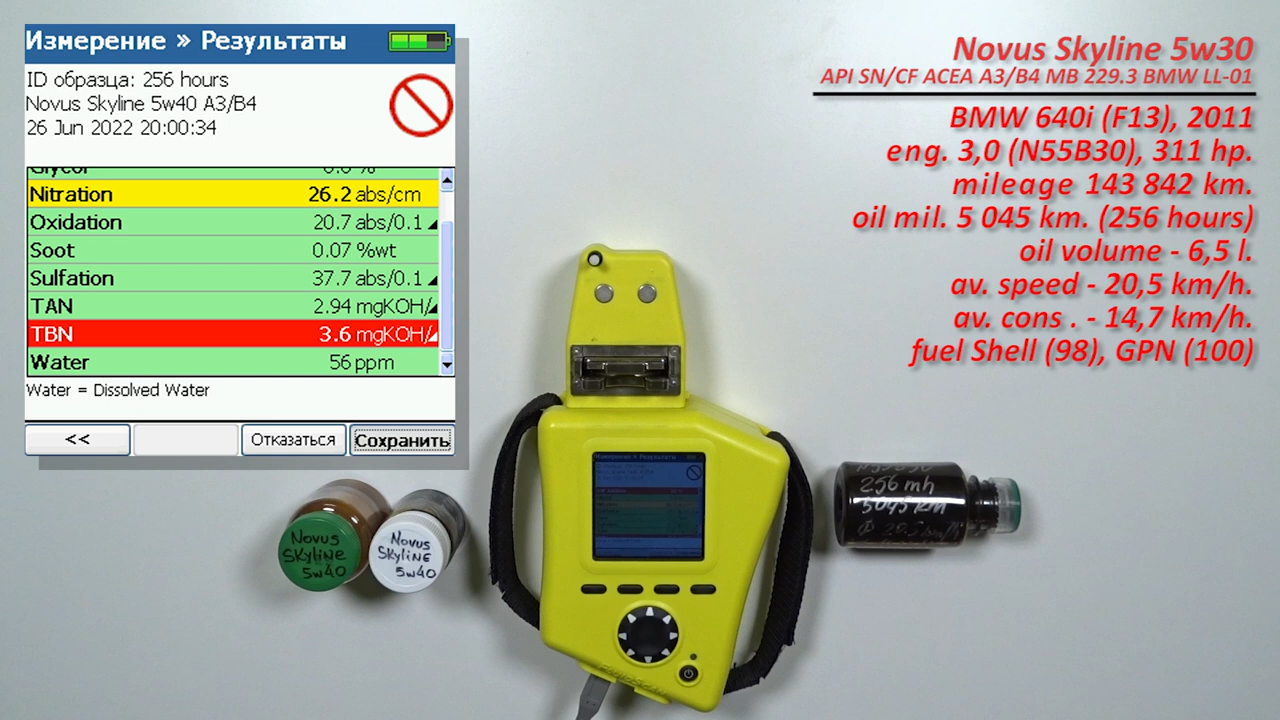 Измерение » Результаты
ID образца: 256 hours
Novus Skyline 5w40 A3/B4
26 Jun 2022 20:00:34
Nitration 26.2 abs/cm
Oxidation 20.7 abs/0.1
Soot 0.07 %wt
Sulfation 37.7 abs/0.1
TAN 2.94 mgKOH/
TBN 3.6 mgKOH/
Water 56 ppm
Water = Dissolved Water
<<
Отказаться
Сохранить
Novus Skyline 5w30
API SN/CF ACEA A3/B4 MB 229.3 BMW LL-01
BMW 640i (F13), 2011
eng. 3,0 (N55B30), 311 hp.
mileage 143 842 km.
oil mil. 5 045 km. (256 hours)
oil volume - 6,5 l.
av. speed - 20,5 km/h.
av. cons . - 14,7 km/h.
fuel Shell (98), GPN (100)
Novus
Skyline
5w40
Novus
Skyline
5w40
Измерение » Результаты
N55B30
256 mh
5045 km